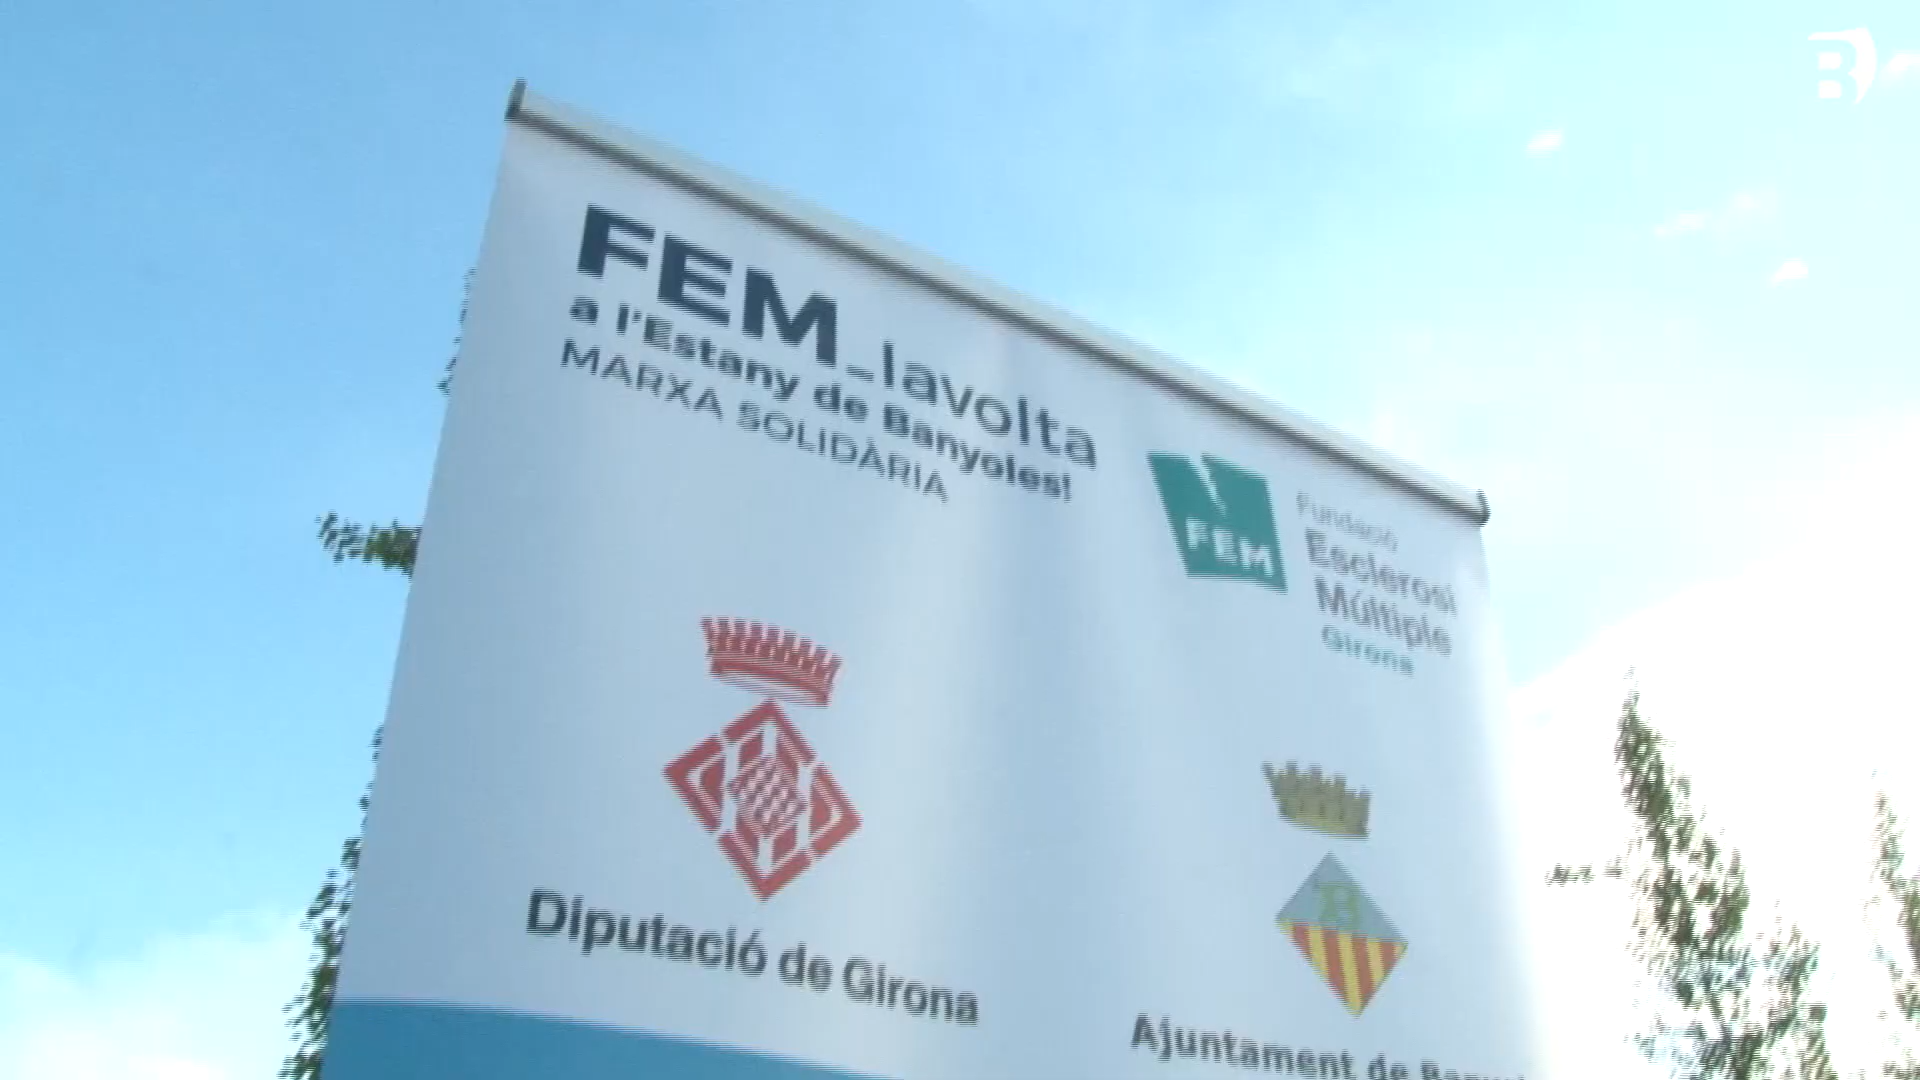 FEM_lavolta
a l'Estany de Banyoles!
MARXA SOLIDÀRIA
FEM
Fundació
Esclerosi
Múltiple
Girona
Diputació de Girona
Ajuntament de
B